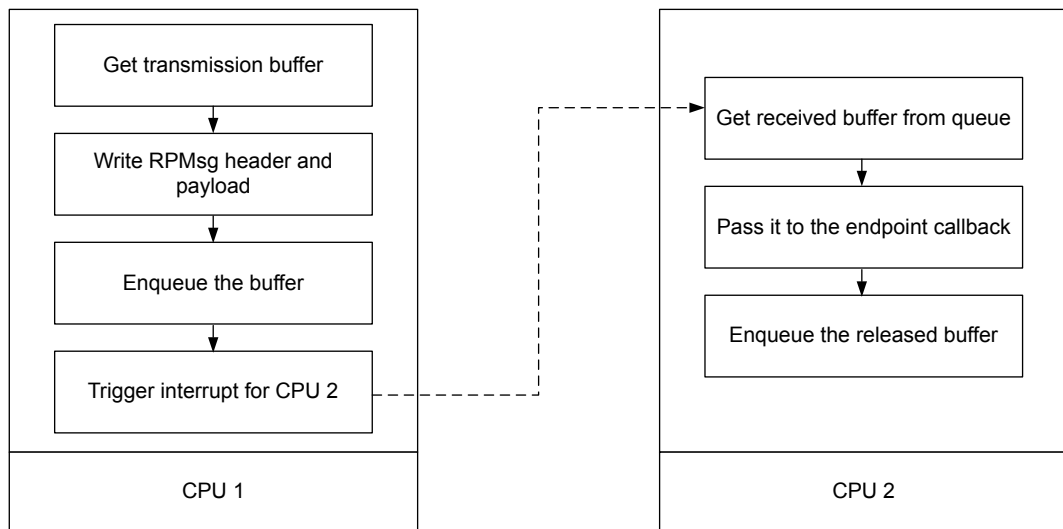 Get transmission buffer
Write RPMsg header and
payload
Enqueue the buffer
Trigger interrupt for CPU 2
CPU 1
Get received buffer from queue
Pass it to the endpoint callback
Enqueue the released buffer
CPU 2